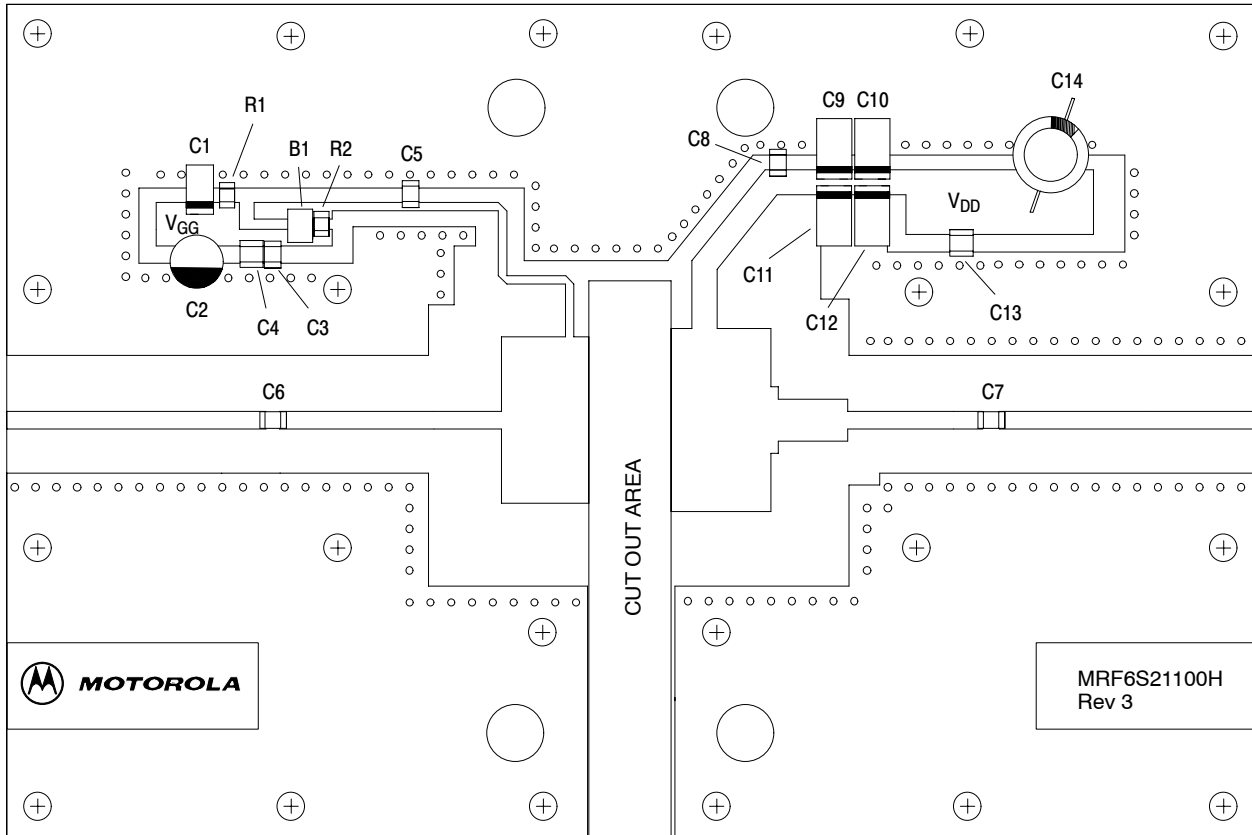 C14
C9 C10
R1
C1
B1 R2
C5
C8
VGG
VDD
C11
C2
C4 C3
C12
C13
C6
C7
CUT OUT AREA
MOTOROLA
MRF6S21100H
Rev 3